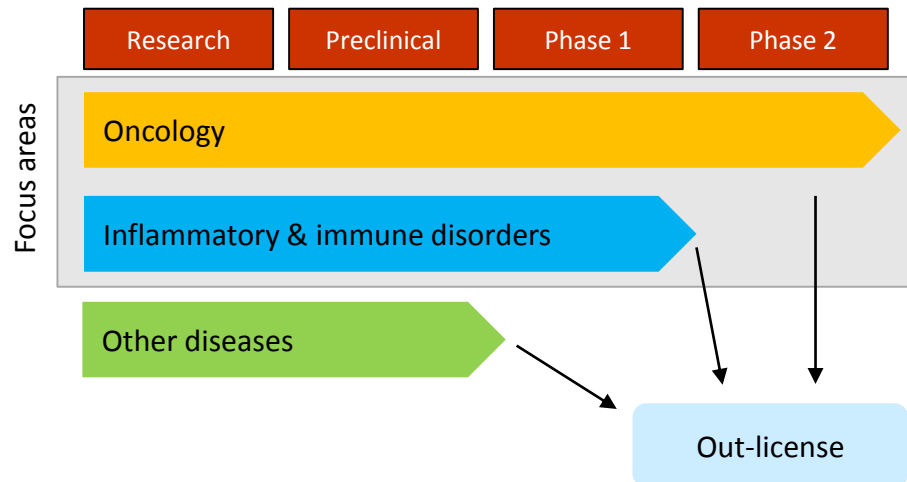 Research
Preclinical
Phase 1
Phase 2
Focus areas
Oncology
Inflammatory & immune disorders
Other diseases
Out-license